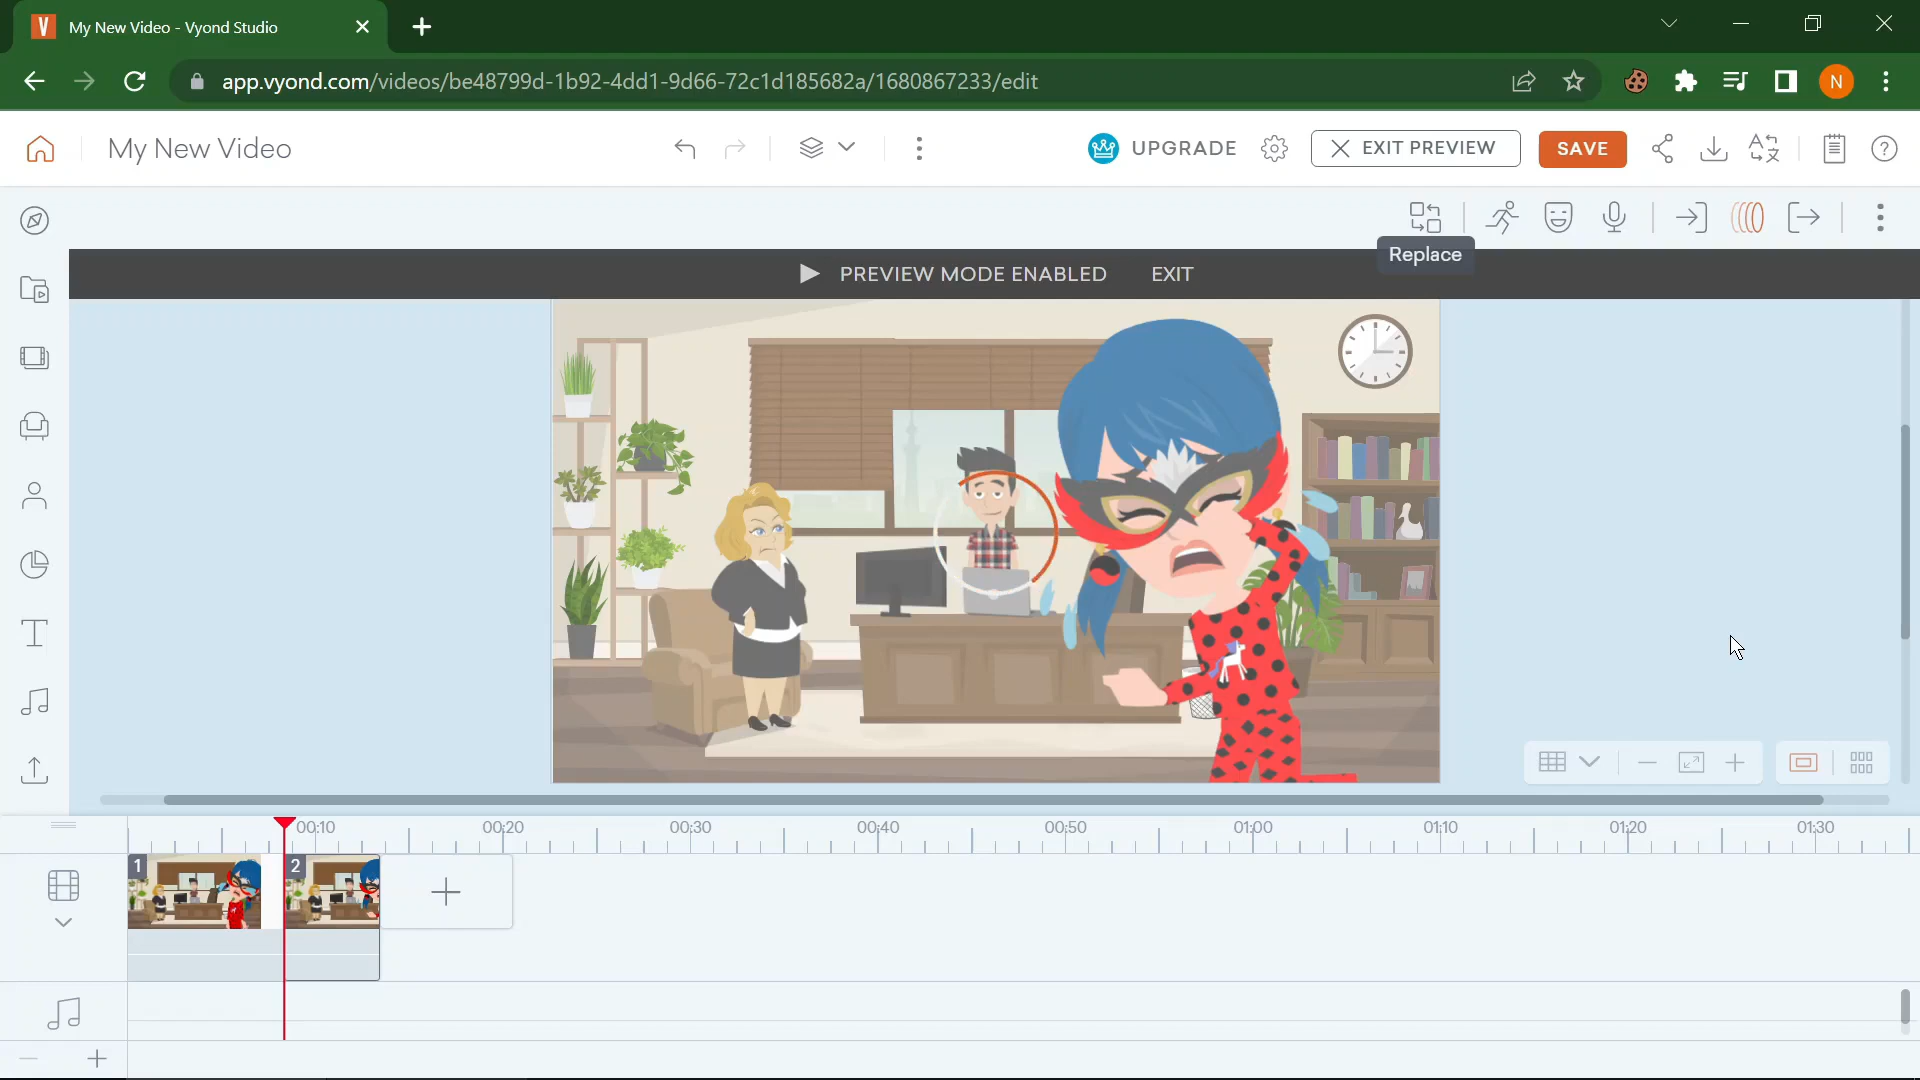 V My New Video - Vyond Studio
app.vyond.com/videos/be48799d-1b92-4dd1-9d66-72c1d185682a/1680867233/edit
N
My New Video
UPGRADE
EXIT PREVIEW
SAVE
Replace
PREVIEW MODE ENABLED EXIT
00:10 00:20 00:30 00:40 00:50 01:00 01:10 01:20 01:30
1 2